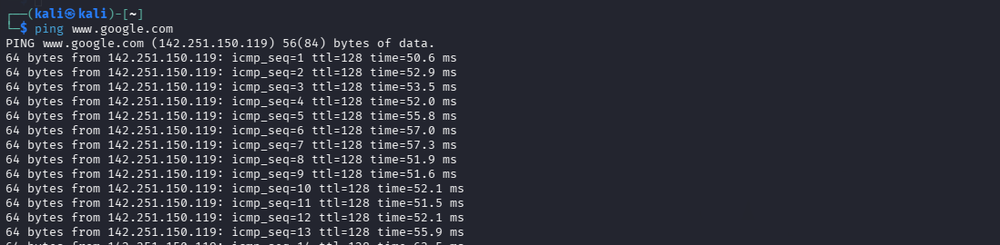 ┌──(kali㉿kali)-[~]
└─$ ping www.google.com
PING www.google.com (142.251.150.119) 56(84) bytes of data.
64 bytes from 142.251.150.119: icmp_seq=1 ttl=128 time=50.6 ms
64 bytes from 142.251.150.119: icmp_seq=2 ttl=128 time=52.9 ms
64 bytes from 142.251.150.119: icmp_seq=3 ttl=128 time=53.5 ms
64 bytes from 142.251.150.119: icmp_seq=4 ttl=128 time=52.0 ms
64 bytes from 142.251.150.119: icmp_seq=5 ttl=128 time=55.8 ms
64 bytes from 142.251.150.119: icmp_seq=6 ttl=128 time=57.0 ms
64 bytes from 142.251.150.119: icmp_seq=7 ttl=128 time=57.3 ms
64 bytes from 142.251.150.119: icmp_seq=8 ttl=128 time=51.9 ms
64 bytes from 142.251.150.119: icmp_seq=9 ttl=128 time=51.6 ms
64 bytes from 142.251.150.119: icmp_seq=10 ttl=128 time=52.1 ms
64 bytes from 142.251.150.119: icmp_seq=11 ttl=128 time=51.5 ms
64 bytes from 142.251.150.119: icmp_seq=12 ttl=128 time=52.1 ms
64 bytes from 142.251.150.119: icmp_seq=13 ttl=128 time=55.9 ms
64 bytes from 142.251.150.119: icmp_seq=14 ttl=128